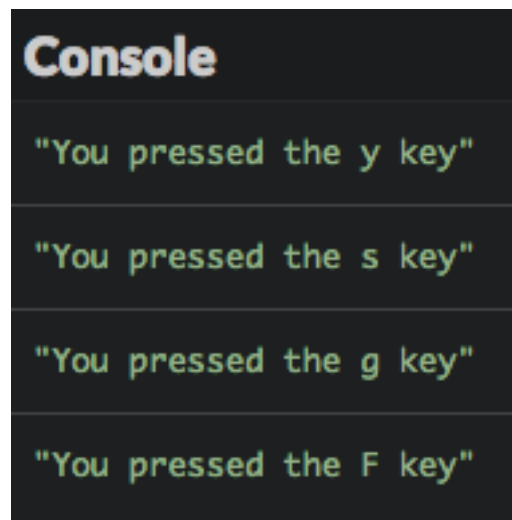 Console
"You pressed the y key"
"You pressed the s key"
"You pressed the g key"
"You pressed the F key"